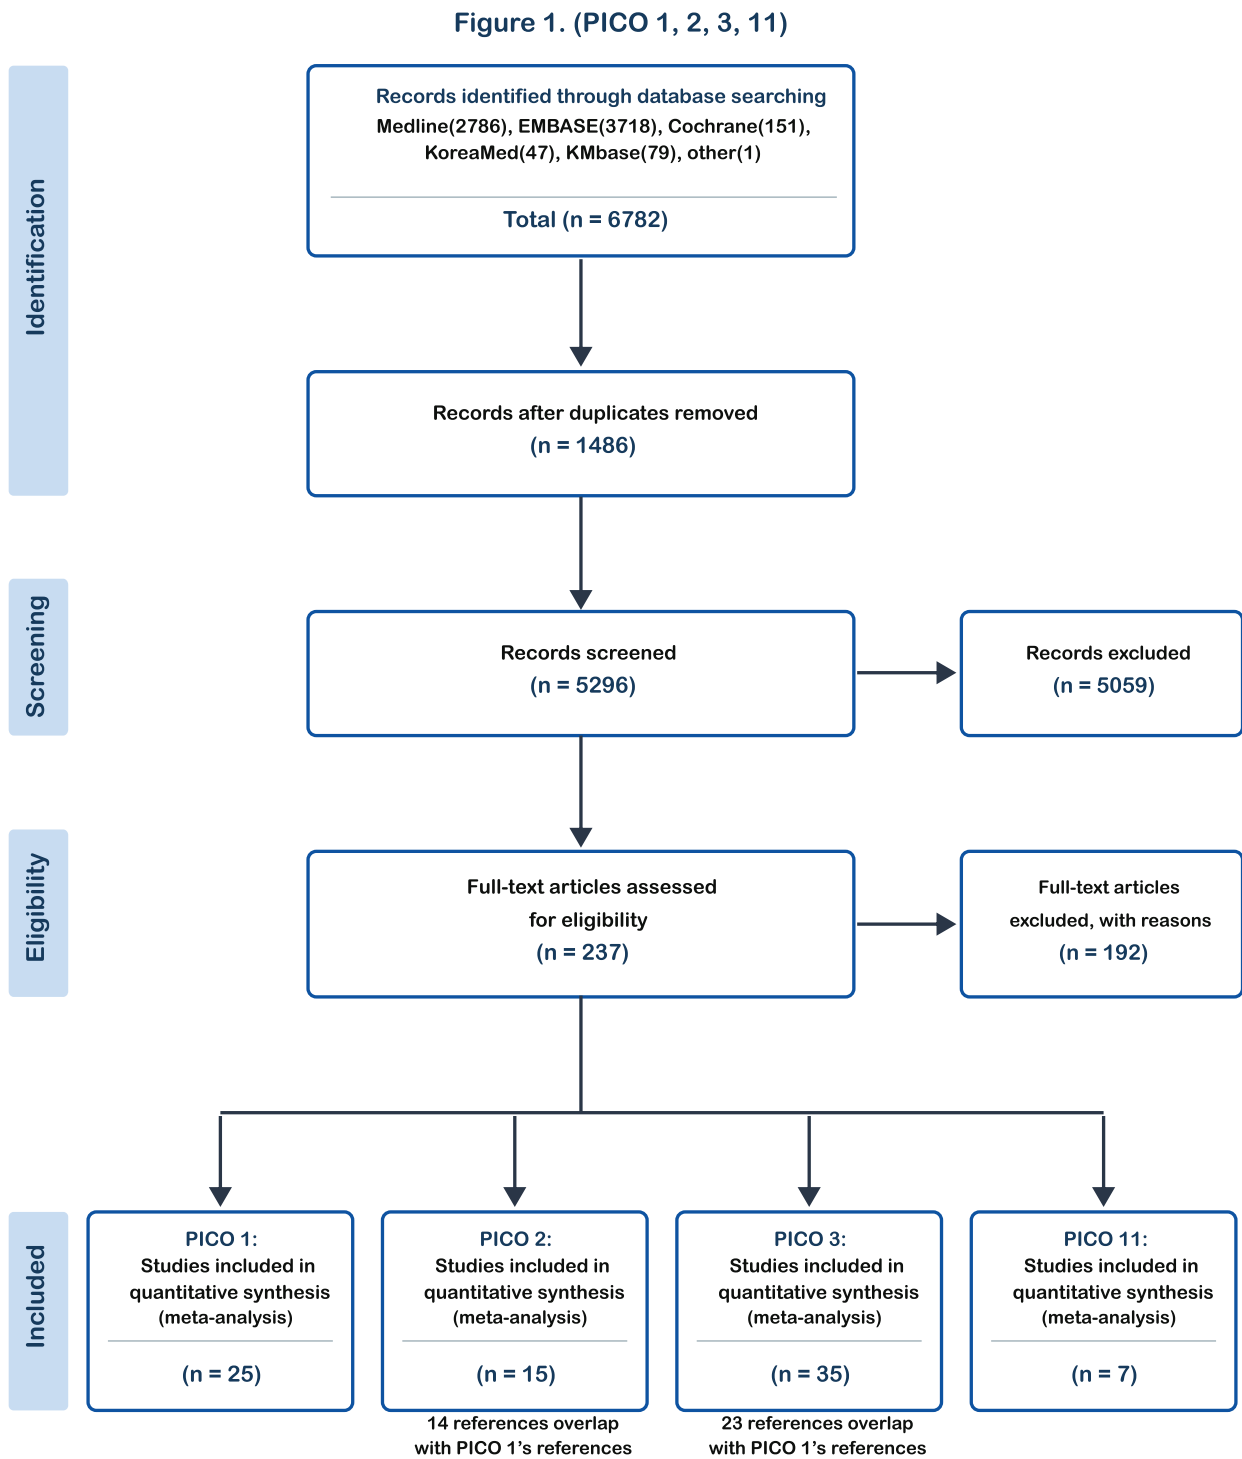 Figure 1. (PICO 1, 2, 3, 11)
Identification
Records identified through database searching
Medline(2786), EMBASE(3718), Cochrane(151),
KoreaMed(47), KMbase(79), other(1)
Total (n = 6782)
Records after duplicates removed
(n = 1486)
Screening
Records screened
(n = 5296)
Records excluded
(n = 5059)
Eligibility
Full-text articles assessed
for eligibility
(n = 237)
Full-text articles
excluded, with reasons
(n = 192)
Included
PICO 1:
Studies included in
quantitative synthesis
(meta-analysis)
(n = 25)
PICO 2:
Studies included in
quantitative synthesis
(meta-analysis)
(n = 15)
14 references overlap
with PICO 1’s references
PICO 3:
Studies included in
quantitative synthesis
(meta-analysis)
(n = 35)
23 references overlap
with PICO 1’s references
PICO 11:
Studies included in
quantitative synthesis
(meta-analysis)
(n = 7)